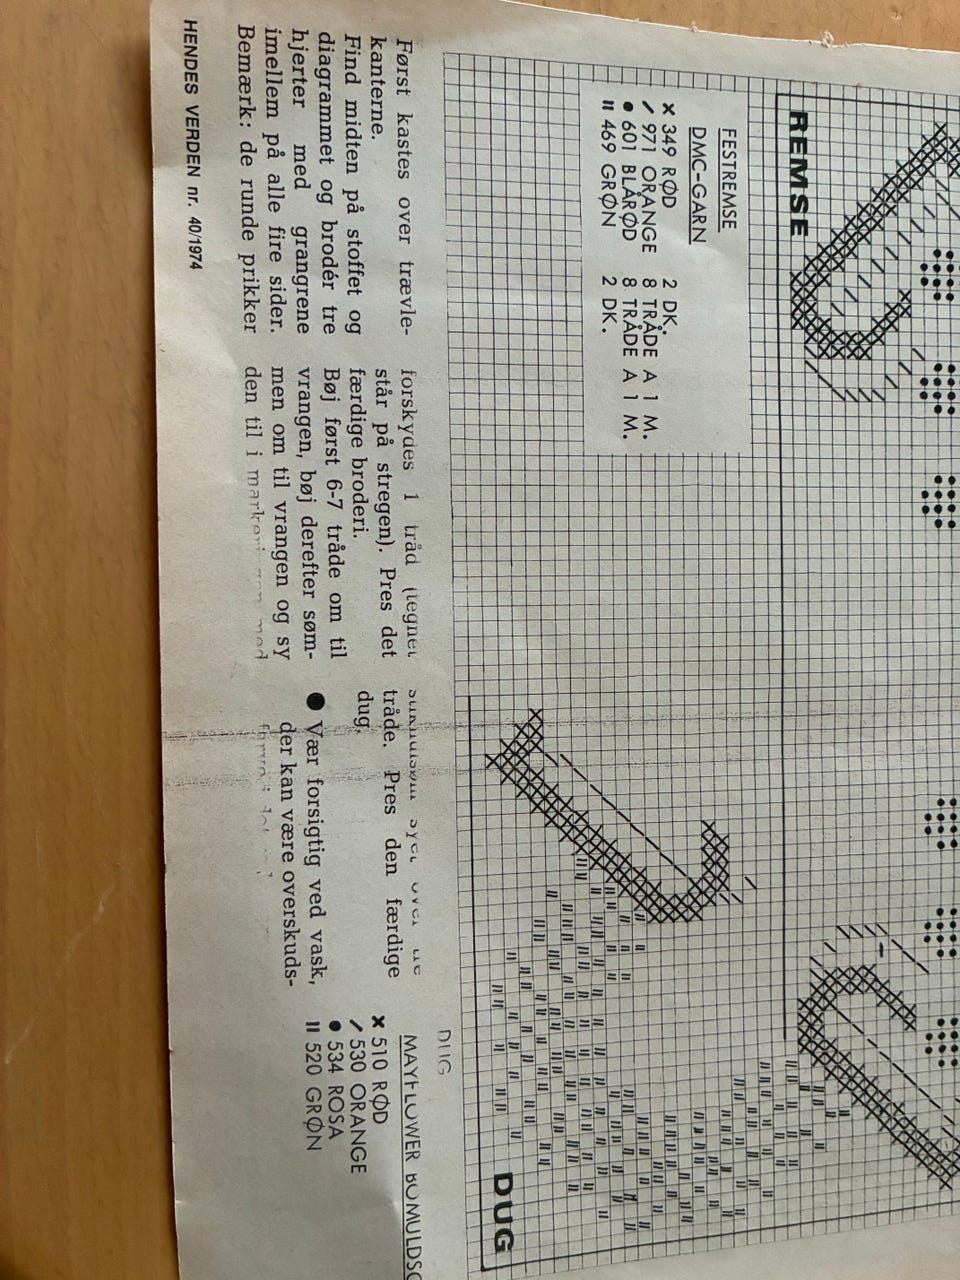 REMSE
FESTREMSE
DMC-GARN
x 349 RØD 2 DK.
/ 971 ORANGE 8 TRÅDE A 1 M.
● 601 BLÅRØD 8 TRÅDE A 1 M.
" 469 GRØN 2 DK.
DUG
Først kastes over trævle-
kanterne.
Find midten på stoffet og
diagrammet og brodér tre
hjerter med grangrene
imellem på alle fire sider.
Bemærk: de runde prikker
forskydes 1 tråd (tegnet
står på stregen). Pres det
færdige broderi.
Bøj først 6-7 tråde om til
vrangen, bøj derefter søm-
men om til vrangen og sy
den til i
tråde. Pres den færdige
dug.
● Vær forsigtig ved vask,
der kan være overskuds-
DUG
MAYFLOWER BOMULDSG
x 510 RØD
/ 530 ORANGE
● 534 ROSA
" 520 GRØN
HENDES VERDEN nr. 40/1974